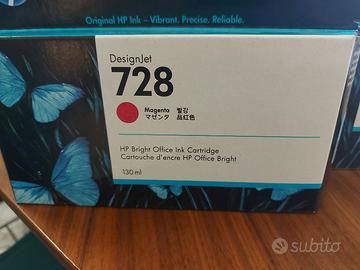 Original HP Ink – Vibrant. Precise. Reliable.
DesignJet
728
Magenta 빨강
マゼンタ 品红色
HP Bright Office Ink Cartridge
Cartouche d'encre HP Office Bright
130 ml
subito